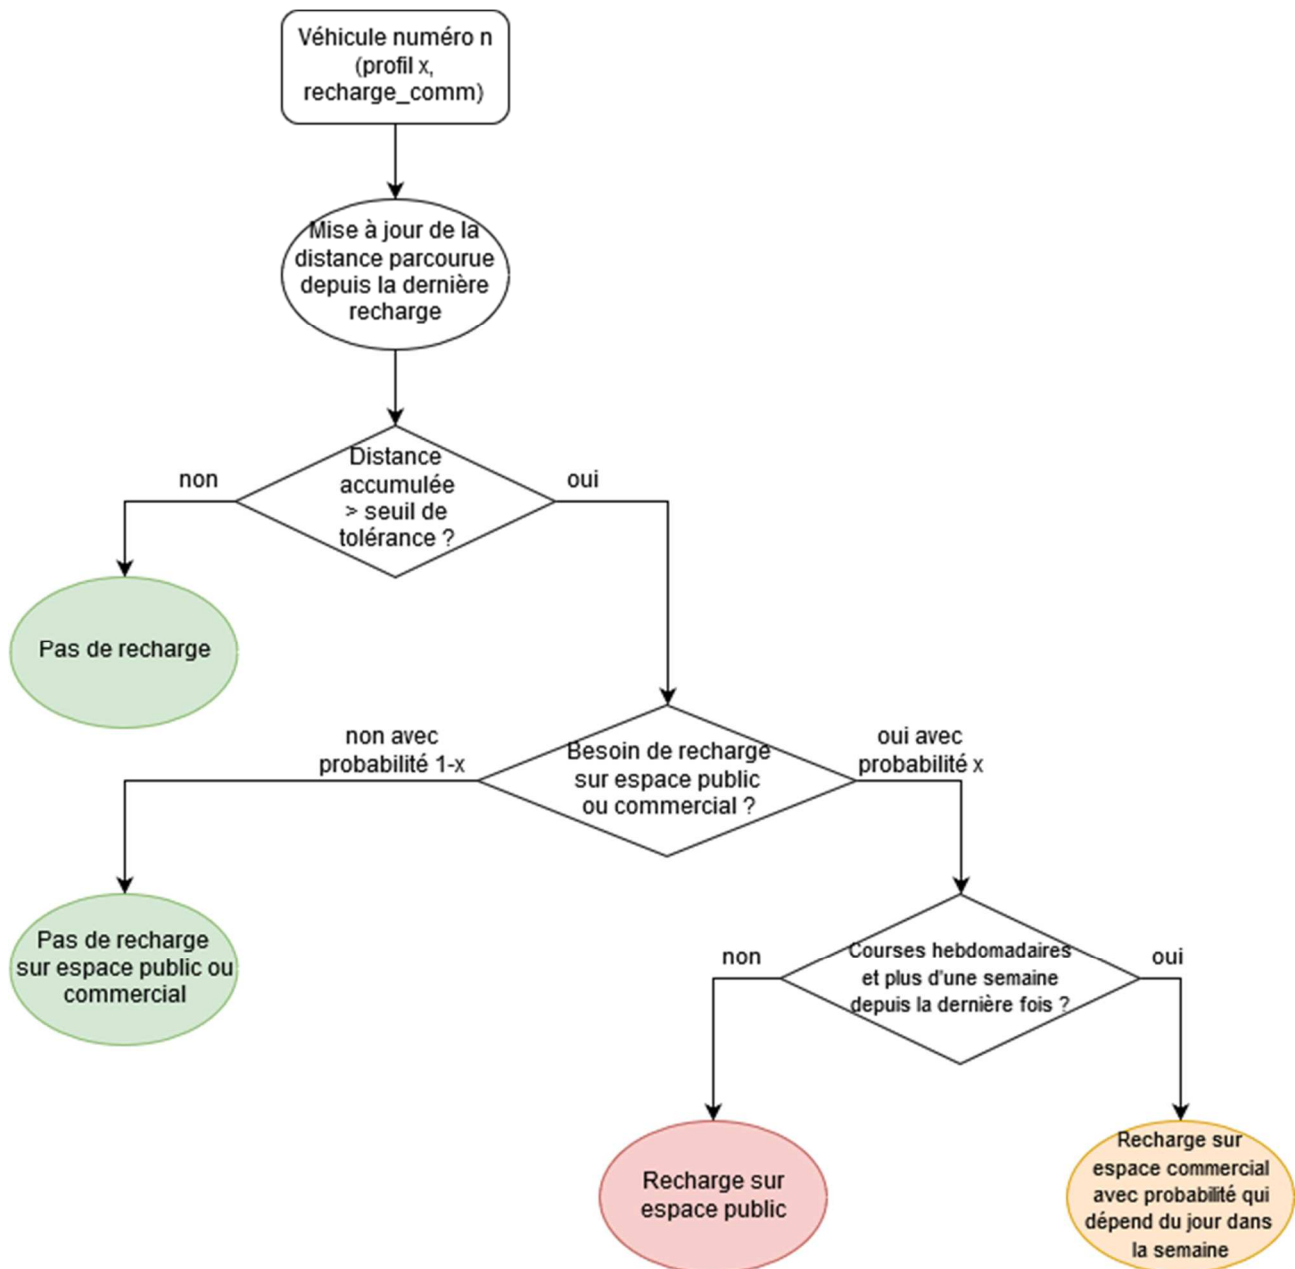 Véhicule numéro n
(profil x,
recharge_comm)
Mise à jour de la
distance parcourue
depuis la dernière
recharge
non
Distance
accumulée
> seuil de
tolérance ?
oui
Pas de recharge
non avec
probabilité 1-x
Besoin de recharge
sur espace public
ou commercial ?
oui avec
probabilité x
Pas de recharge
sur espace public ou
commercial
non
Courses hebdomadaires
et plus d'une semaine
depuis la dernière fois ?
oui
Recharge sur
espace public
Recharge sur
espace commercial
avec probabilité qui
dépend du jour dans
la semaine